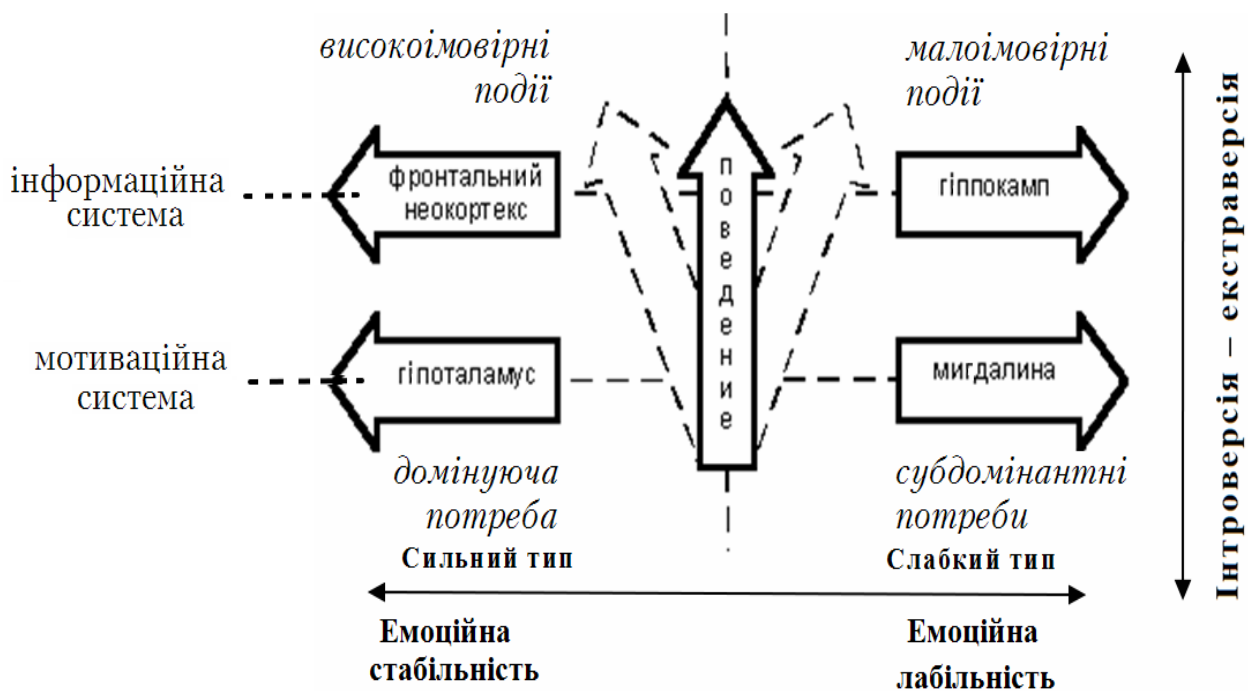 високоімовірні
події
малоімовірні
події
інформаційна
система
фронтальний
неокортекс
поведение
гіппокамп
мотиваційна
система
гіпоталамус
мигдалина
домінуюча
потреба
субдомінантні
потреби
Сильний тип
Слабкий тип
Емоційна
стабільність
Емоційна
лабільність
Інтроверсія – екстраверсія